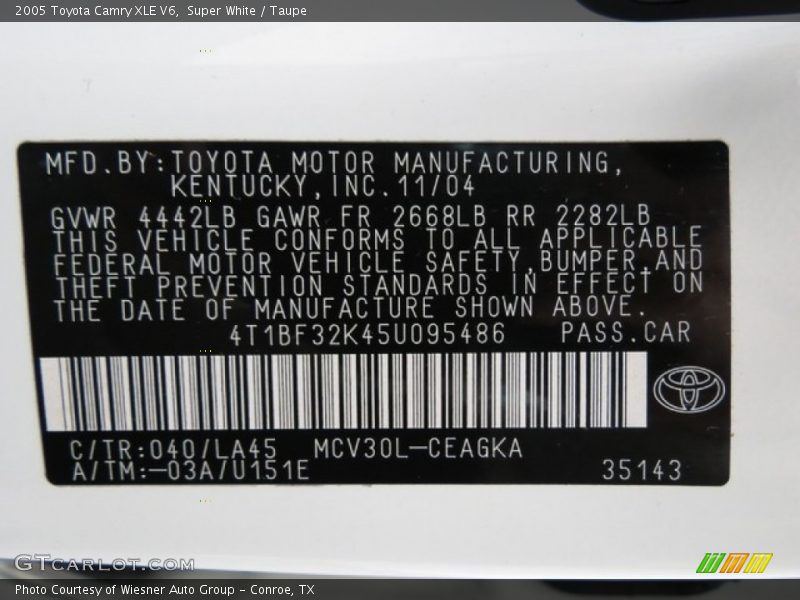 2005 Toyota Camry XLE V6,  Super White / Taupe
MFD.BY:TOYOTA MOTOR MANUFACTURING,
KENTUCKY,INC.11/04
GVWR 4442LB GAWR FR 2668LB RR 2282LB
THIS VEHICLE CONFORMS TO ALL APPLICABLE
FEDERAL MOTOR VEHICLE SAFETY,BUMPER,AND
THEFT PREVENTION STANDARDS IN EFFECT ON
THE DATE OF MANUFACTURE SHOWN ABOVE.
4T1BF32K45U095486 PASS.CAR
C/TR:040/LA45 MCV30L-CEAGKA
A/TM:-03A/U151E 35143
GTCARLOT.COM
Photo Courtesy of Wiesner Auto Group - Conroe, TX